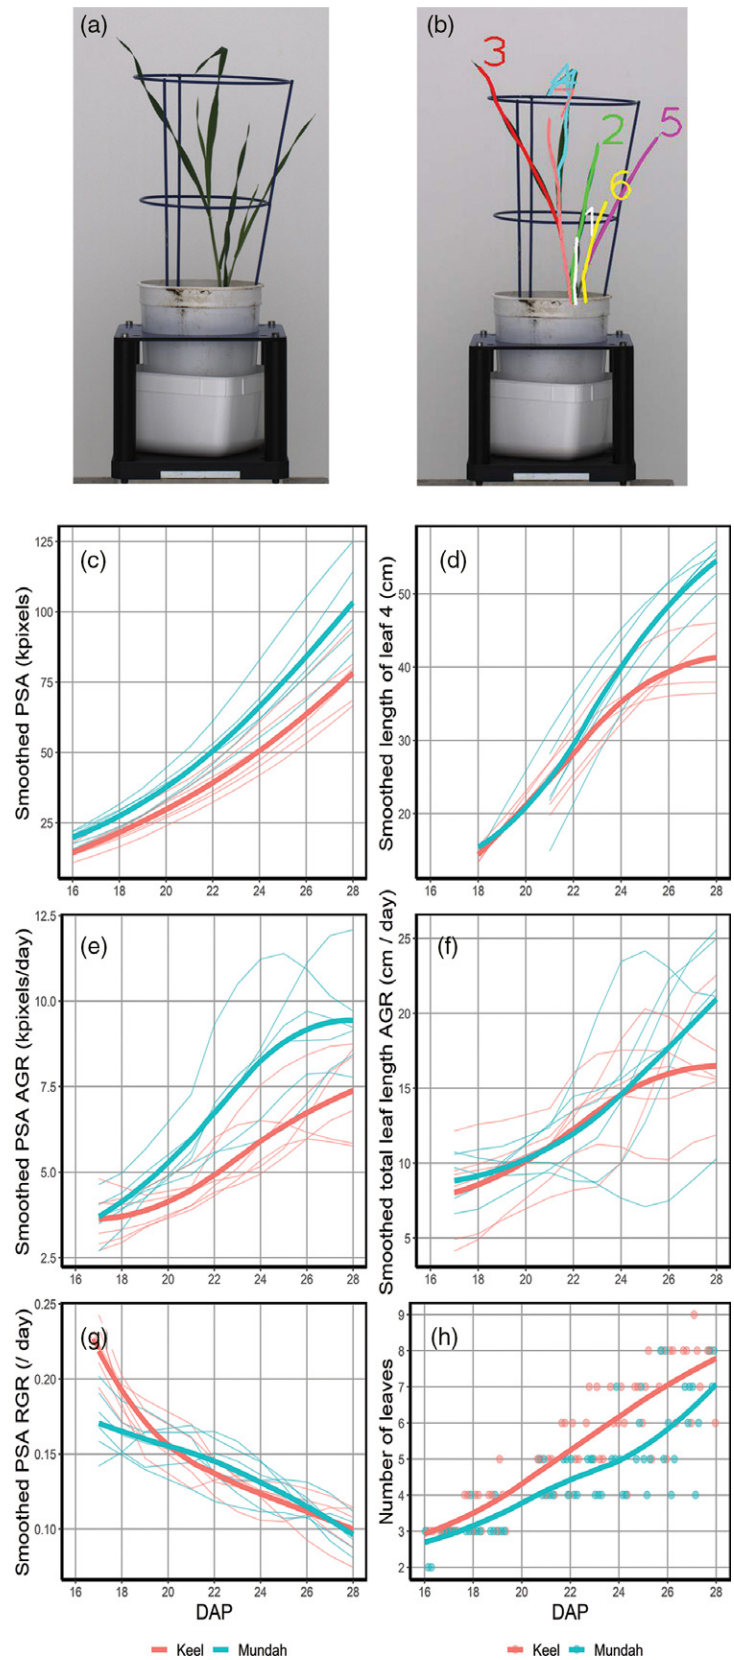 (a)
(b)
3
4
2
5
6
1
(c)
Smoothed PSA (kpixels)
125
100
75
50
25
16 18 20 22 24 26 28
(d)
Smoothed length of leaf 4 (cm)
50
40
30
20
16 18 20 22 24 26 28
(e)
Smoothed PSA AGR (kpixels/day)
12.5
10.0
7.5
5.0
2.5
16 18 20 22 24 26 28
(f)
Smoothed total leaf length AGR (cm / day)
25
20
15
10
5
16 18 20 22 24 26 28
(g)
Smoothed PSA RGR (/ day)
0.25
0.20
0.15
0.10
16 18 20 22 24 26 28
DAP
Keel Mundah
(h)
Number of leaves
9
8
7
6
5
4
3
2
16 18 20 22 24 26 28
DAP
Keel Mundah